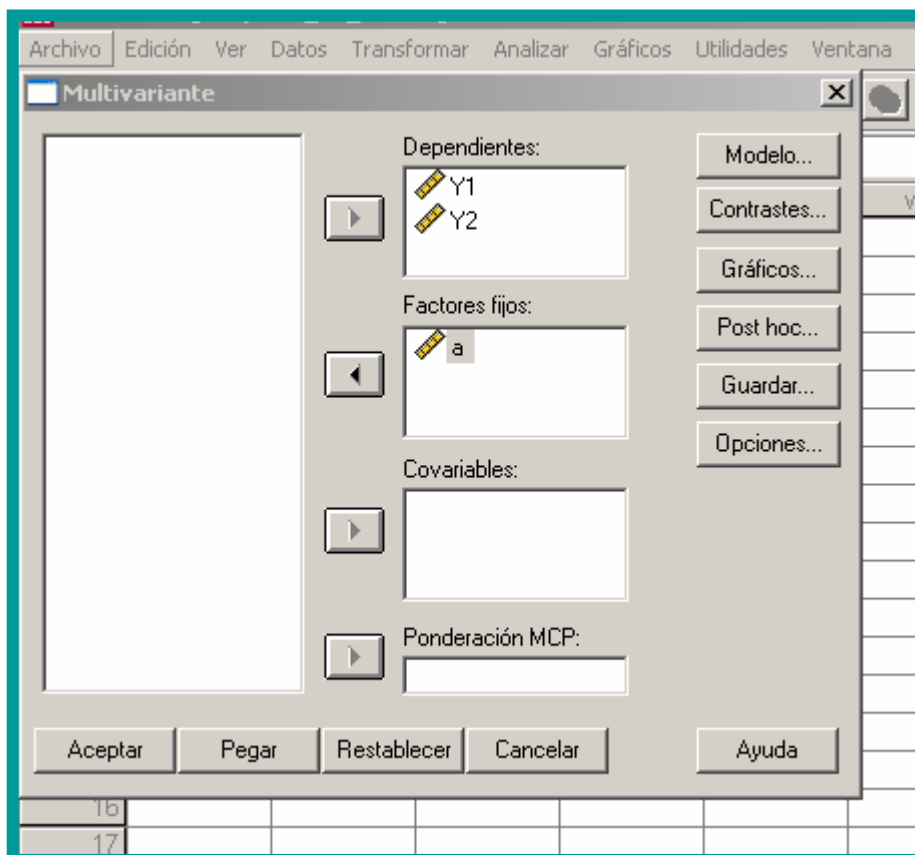 Archivo Edición Ver Datos Transformar Analizar Gráficos Utilidades Ventana
Multivariante
Dependientes:
Y1
Y2
Factores fijos:
a
Covariables:
Ponderación MCP:
Modelo...
Contrastes...
Gráficos...
Post hoc...
Guardar...
Opciones...
Aceptar Pegar Restablecer Cancelar Ayuda
16
17